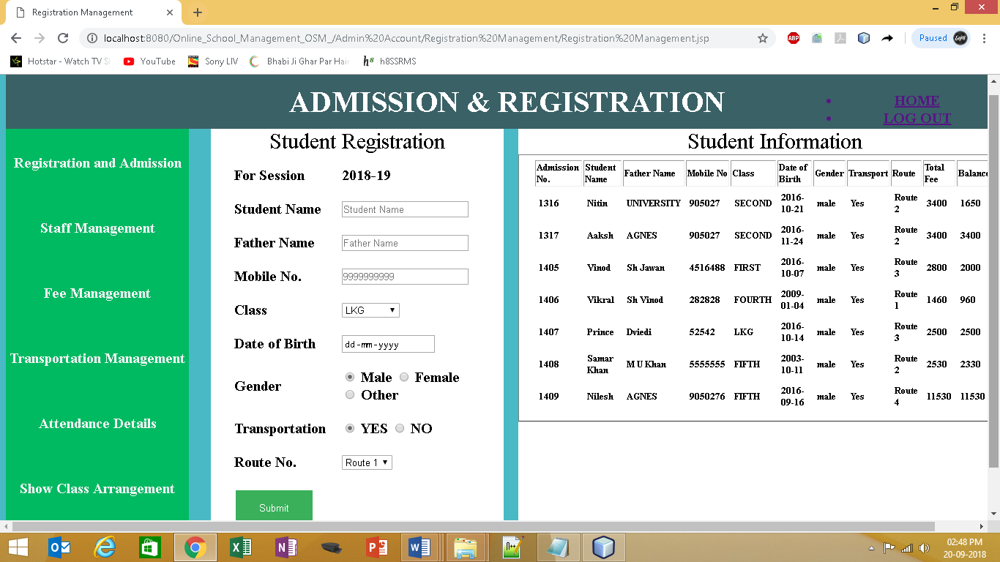 Registration Management
localhost:8080/Online_School_Management_OSM_/Admin%20Account/Registration%20Management/Registration%20Management.jsp
ABP
Paused
Hotstar - Watch TV S
YouTube
Sony LIV
Bhabi Ji Ghar Par Hain
h8
h8SSRMS
ADMISSION & REGISTRATION
• HOME
• LOG OUT
Registration and Admission
Staff Management
Fee Management
Transportation Management
Attendance Details
Show Class Arrangement
Student Registration
For Session 2018-19
Student Name Student Name
Father Name Father Name
Mobile No. 9999999999
Class LKG
Date of Birth dd-mm-yyyy
Gender Male Female
Other
Transportation YES NO
Route No. Route 1
Submit
Student Information
Admission No. Student Name Father Name Mobile No Class Date of Birth Gender Transport Route Total Fee Balance
1316 Nitin UNIVERSITY 905027 SECOND 2016-10-21 male Yes Route 2 3400 1650
1317 Aaksh AGNES 905027 SECOND 2016-11-24 male Yes Route 2 3400 3400
1405 Vinod Sh Jawan 4516488 FIRST 2016-10-07 male Yes Route 3 2800 2000
1406 Vikral Sh Vinod 282828 FOURTH 2009-01-04 male Yes Route 1 1460 960
1407 Prince Dviedi 52542 LKG 2016-10-14 male Yes Route 3 2500 2500
1408 Samar Khan M U Khan 5555555 FIFTH 2003-10-11 male Yes Route 2 2530 2330
1409 Nilesh AGNES 9050276 FIFTH 2016-09-16 male Yes Route 4 11530 11530
02:48 PM
20-09-2018